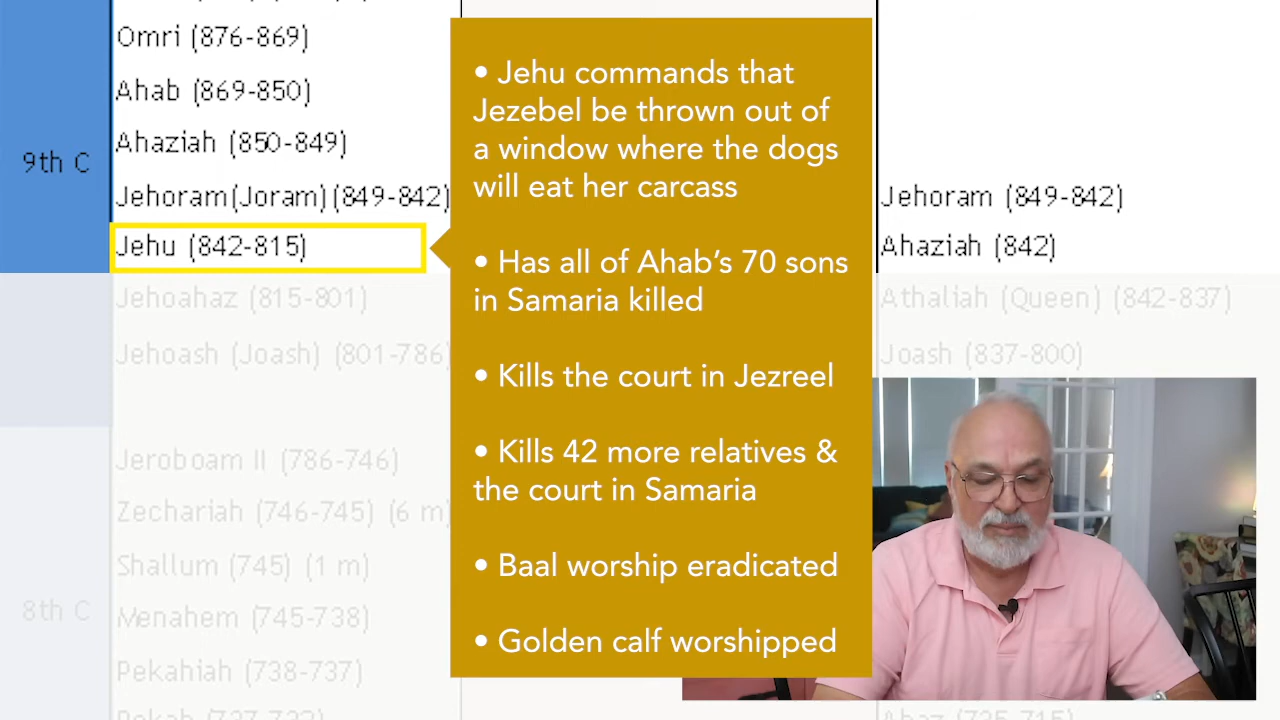 Omri (876-869)
Ahab (869-850)
Ahaziah (850-849)
9th C
Jehoram(Joram)(849-842)
Jehu (842-815)
Jehoahaz (815-801)
Jehoash (Joash) (801-786)
Jeroboam II (786-746)
Zechariah (746-745) (6 m)
Shallum (745) (1 m)
8th C
Menahem (745-738)
Pekahiah (738-737)
• Jehu commands that
Jezebel be thrown out of
a window where the dogs
will eat her carcass
• Has all of Ahab’s 70 sons
in Samaria killed
• Kills the court in Jezreel
• Kills 42 more relatives &
the court in Samaria
• Baal worship eradicated
• Golden calf worshipped
Jehoram (849-842)
Ahaziah (842)
Athaliah (Queen) (842-837)
Joash (837-800)